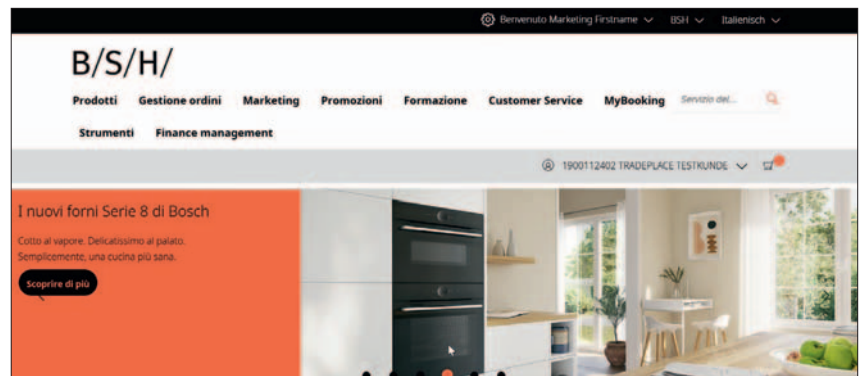 Benvenuto Marketing Firstname BSH Italienisch
B/S/H/
Prodotti Gestione ordini Marketing Promozioni Formazione Customer Service MyBooking Servizio del...
Strumenti Finance management
1900112402 TRADEPLACE TESTKUNDE
I nuovi forni Serie 8 di Bosch
Cotto al vapore. Delicatissimo al palato.
Semplicemente, una cucina più sana.
Scoprire di più